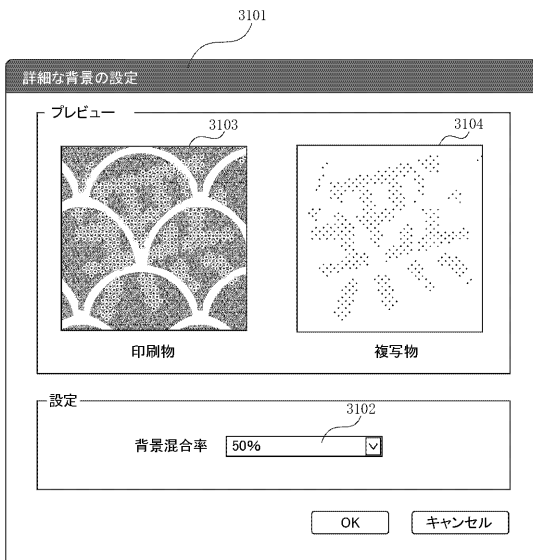 3101
詳細な背景の設定
プレビュー
3103
3104
印刷物
複写物
設定
3102
背景混合率
50%
OK
キャンセル